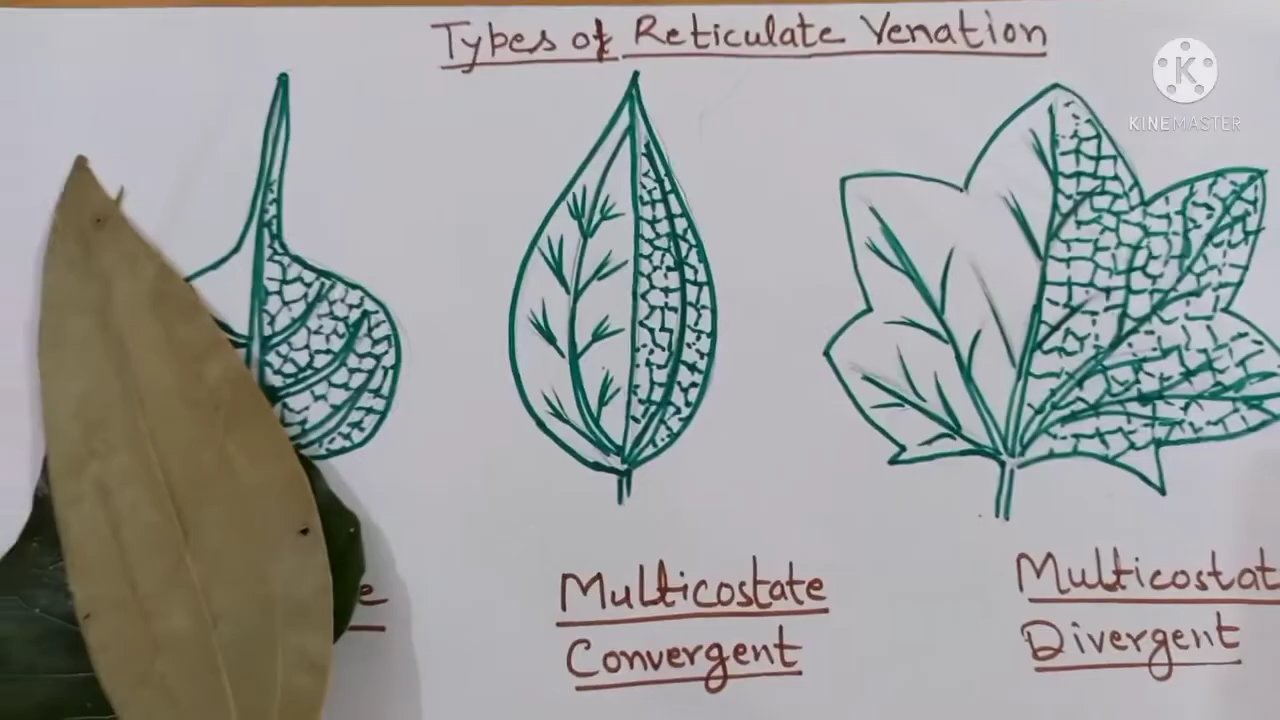 Types of Reticulate Venation
KINEMASTER
e
Multicostate
Convergent
Multicostat
Divergent